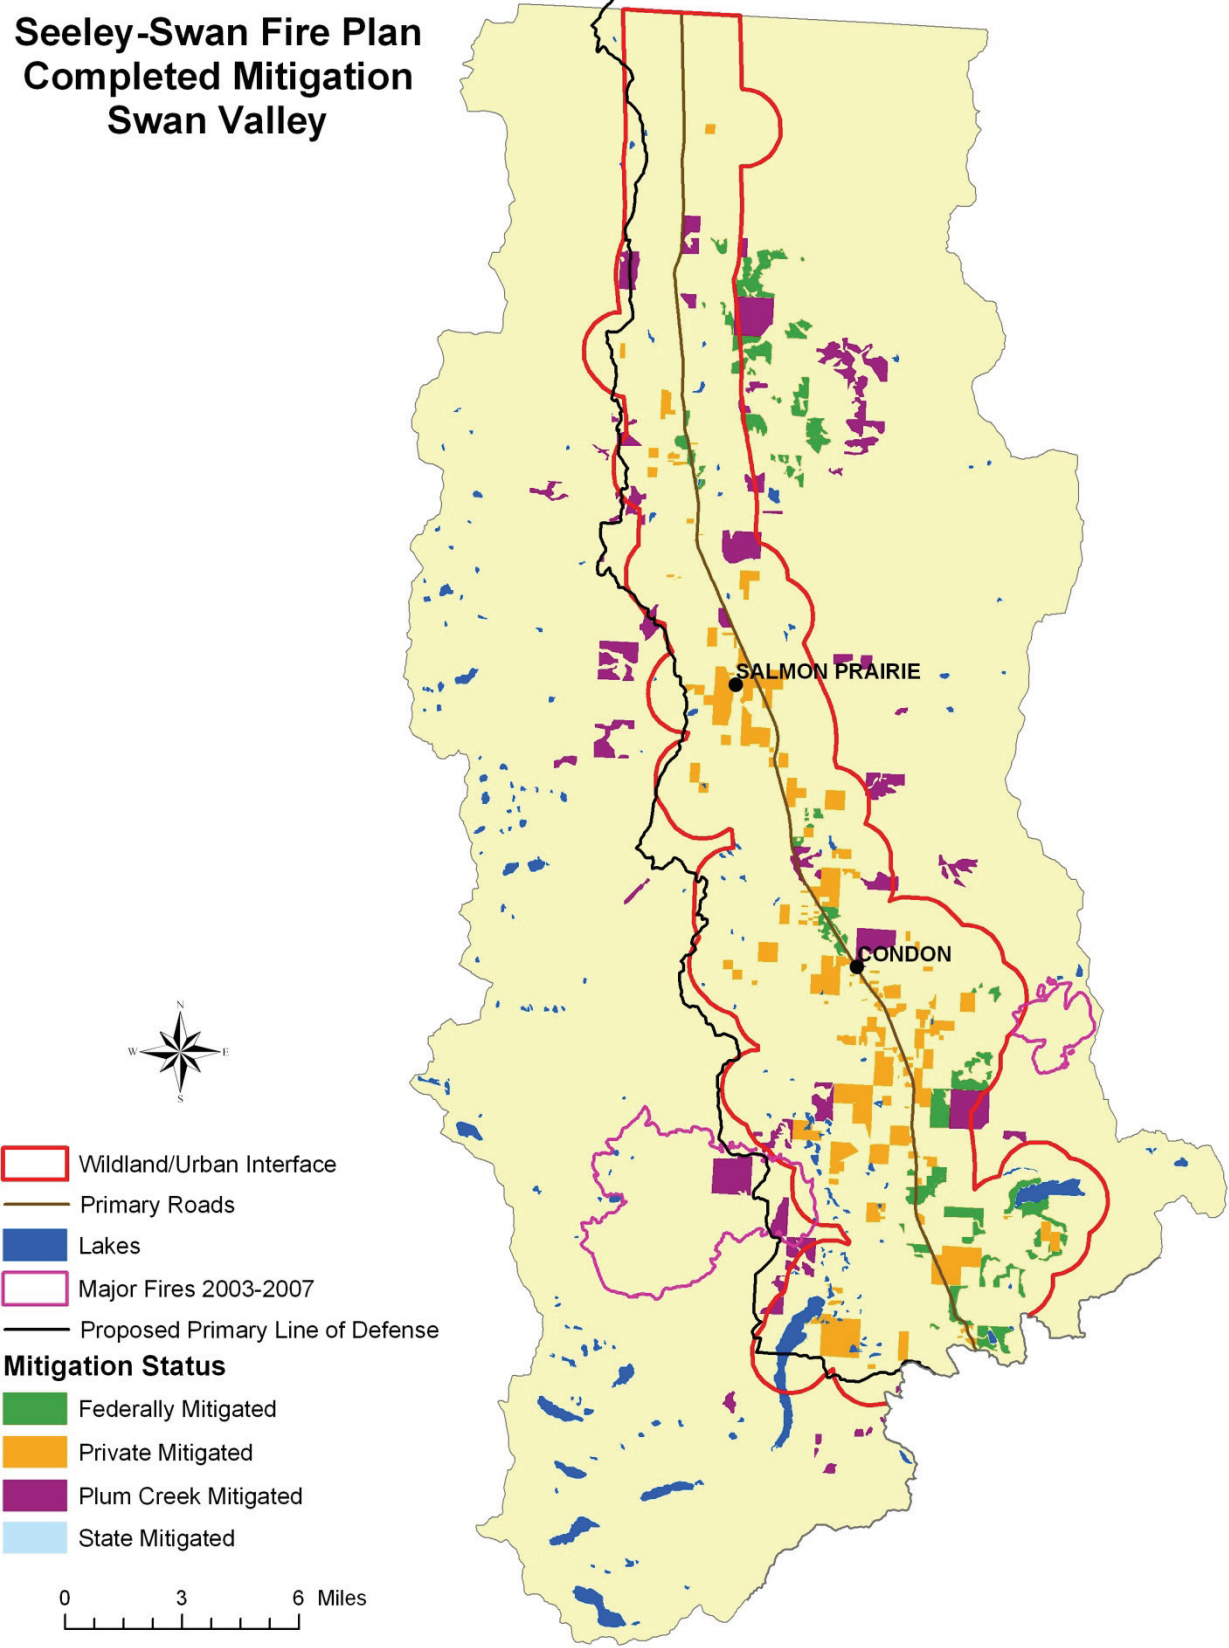 Seeley-Swan Fire Plan
Completed Mitigation
Swan Valley
SALMON PRAIRIE
CONDON
N
W E
S
Wildland/Urban Interface
Primary Roads
Lakes
Major Fires 2003-2007
Proposed Primary Line of Defense
Mitigation Status
Federally Mitigated
Private Mitigated
Plum Creek Mitigated
State Mitigated
0 3 6 Miles